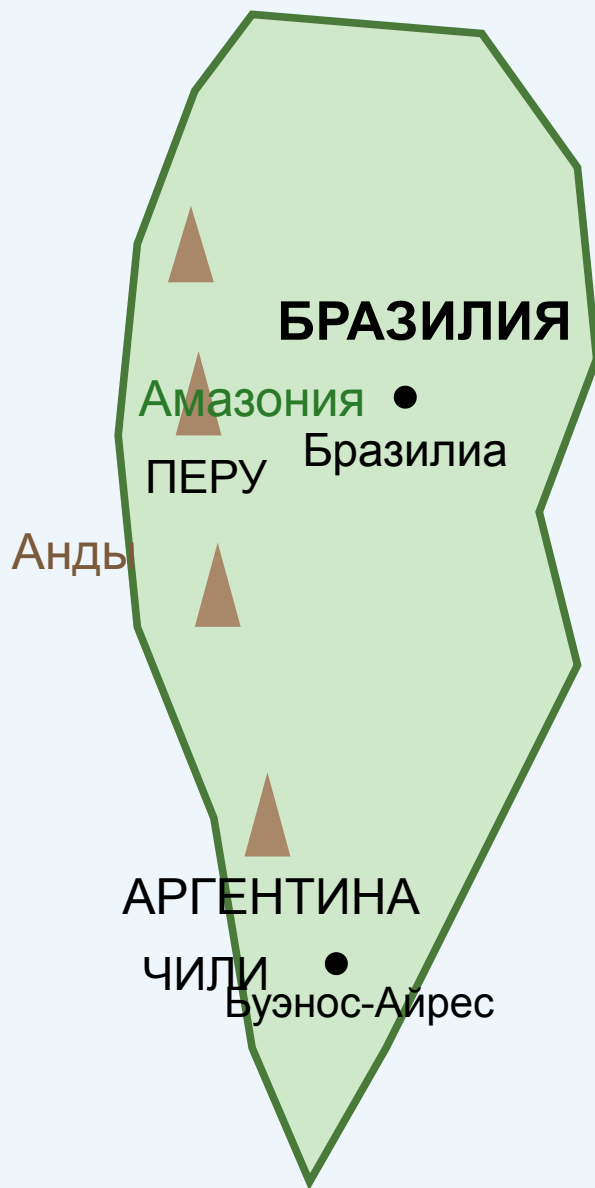 БРАЗИЛИЯ
Амазония
Бразилиа
ПЕРУ
Анды
АРГЕНТИНА
ЧИЛИ
Буэнос-Айрес